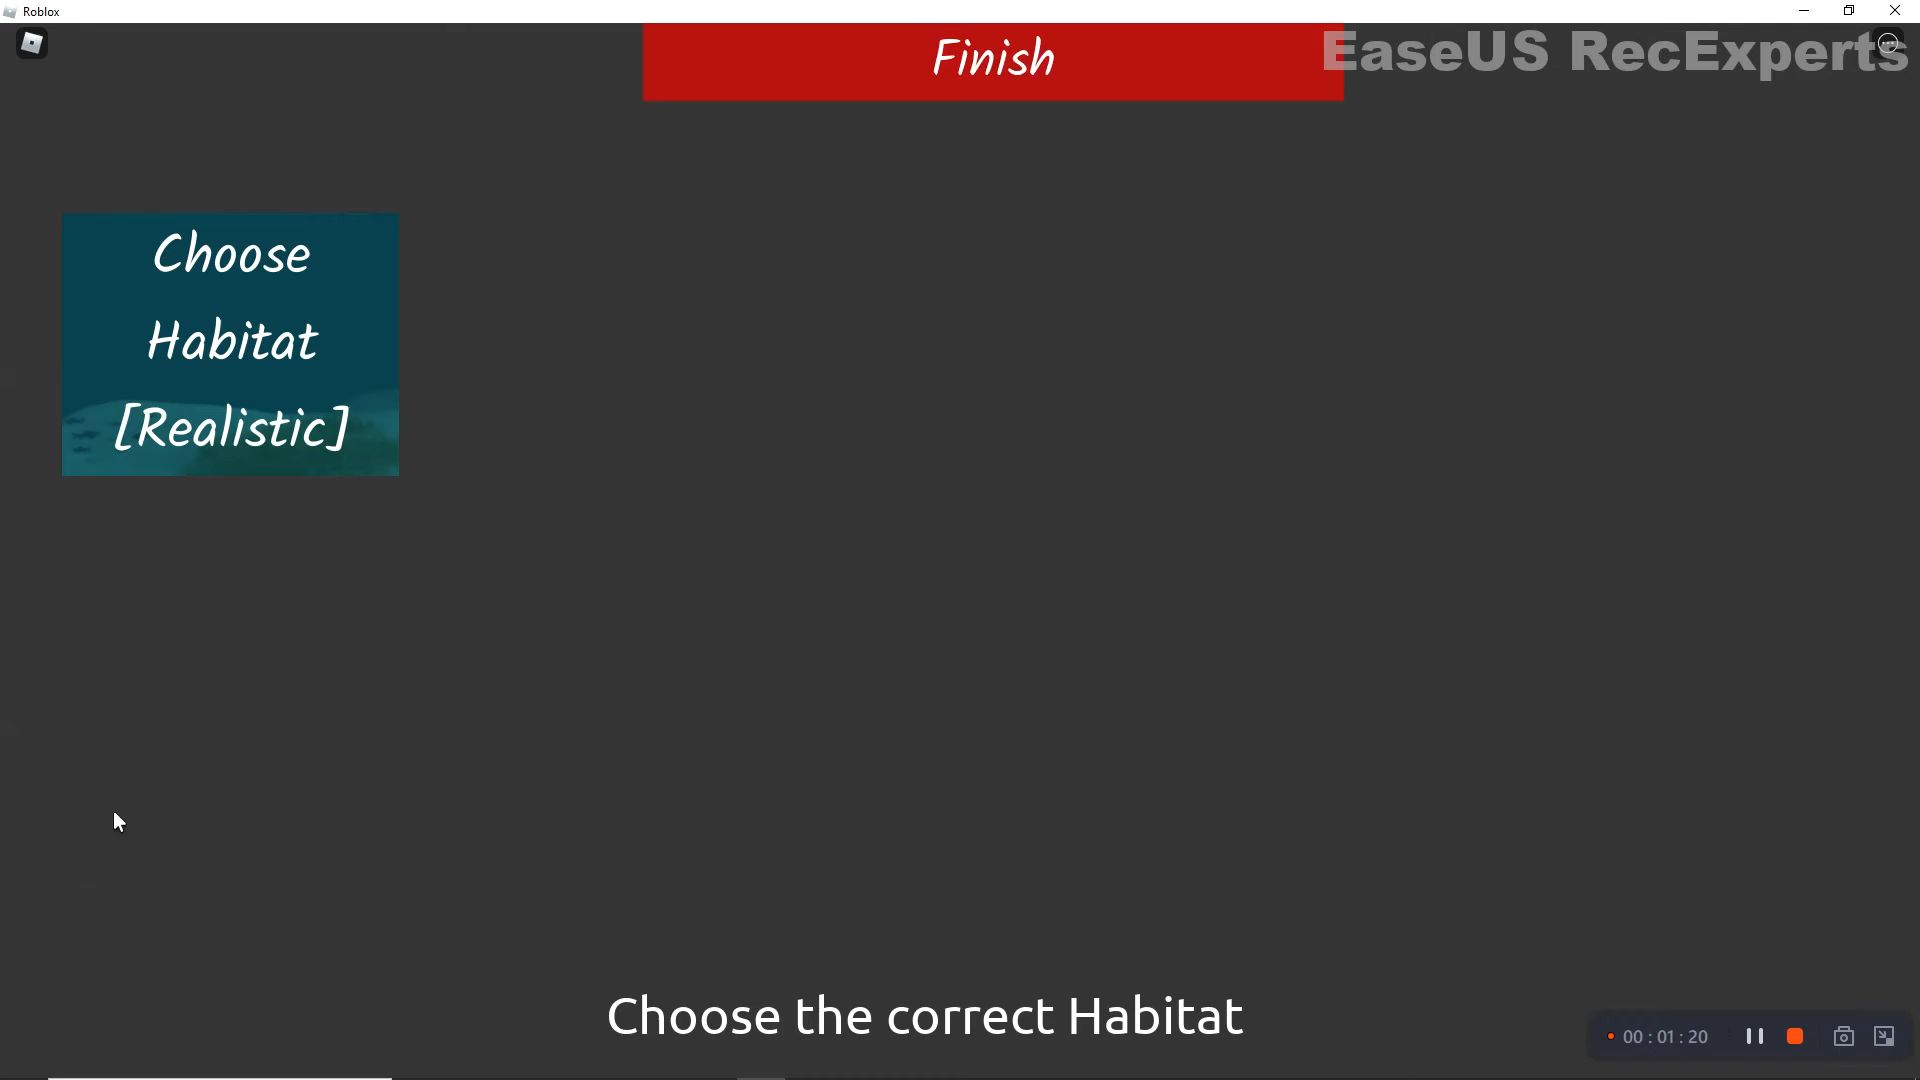 Roblox
Finish
EaseUS RecExperts
Choose
Habitat
[Realistic]
Choose the correct Habitat
00 : 01 : 20